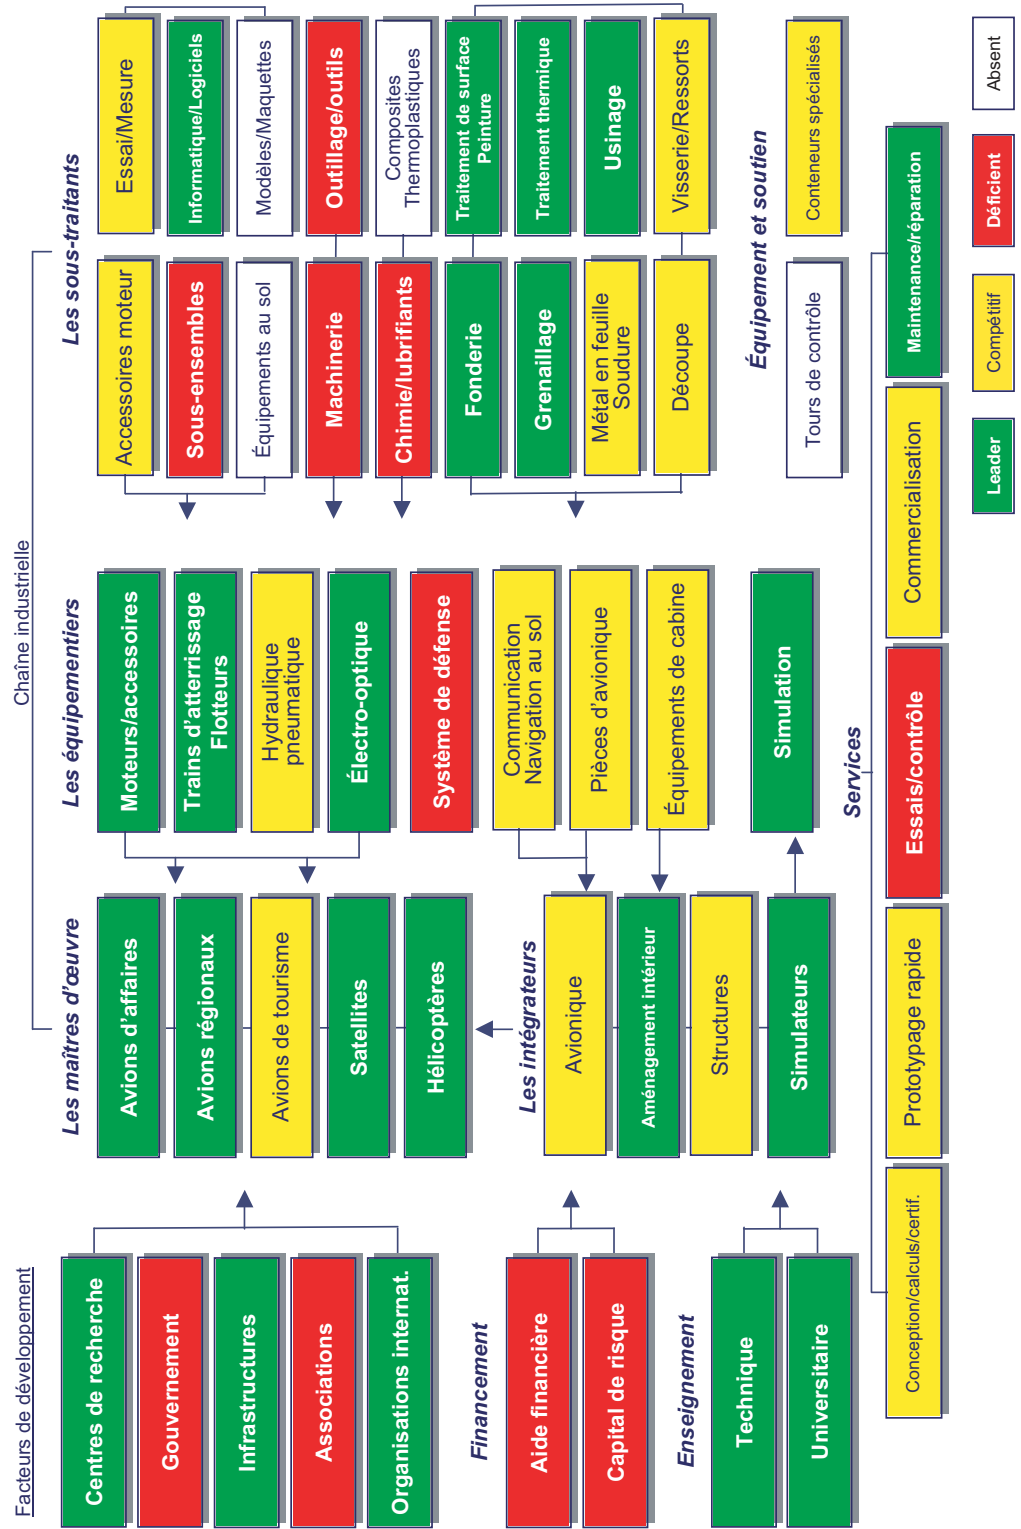 Facteurs de développement
Centres de recherche
Gouvernement
Infrastructures
Associations
Organisations internat.
Financement
Aide financière
Capital de risque
Enseignement
Technique
Universitaire
Chaîne industrielle
Les maîtres d'œuvre
Avions d'affaires
Avions régionaux
Avions de tourisme
Satellites
Hélicoptères
Les intégrateurs
Avionique
Aménagement intérieur
Structures
Simulateurs
Les équipementiers
Moteurs/accessoires
Trains d'atterrissage
Flotteurs
Hydraulique
pneumatique
Électro-optique
Système de défense
Communication
Navigation au sol
Pièces d'avionique
Équipements de cabine
Simulation
Les sous-traitants
Accessoires moteur
Sous-ensembles
Équipements au sol
Machinerie
Chimie/lubrifiants
Fonderie
Grenaillage
Métal en feuille
Soudure
Découpe
Essai/Mesure
Informatique/Logiciels
Modèles/Maquettes
Outillage/outils
Composites
Thermoplastiques
Traitement de surface
Peinture
Traitement thermique
Usinage
Visserie/Ressorts
Équipement et soutien
Tours de contrôle
Conteneurs spécialisés
Services
Conception/calculs/certif.
Prototypage rapide
Essais/contrôle
Commercialisation
Maintenance/réparation
Leader
Compétitif
Déficient
Absent